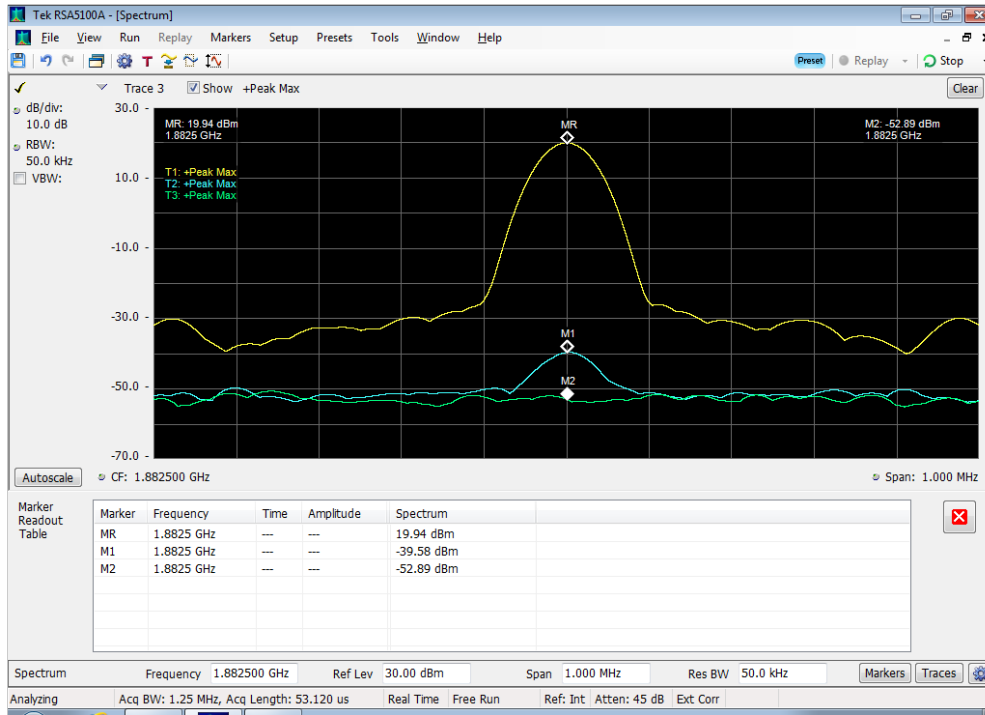 Tek RSA5100A - [Spectrum]
File View Run Replay Markers Setup Presets Tools Window Help
Preset Replay Stop
Trace 3 Show +Peak Max Clear
dB/div:
10.0 dB
RBW:
50.0 kHz
VBW:
30.0 -
10.0 -
-10.0 -
-30.0 -
-50.0 -
-70.0 -
MR: 19.94 dBm
1.8825 GHz
T1: +Peak Max
T2: +Peak Max
T3: +Peak Max
MR
M2: -52.89 dBm
1.8825 GHz
M1
M2
Autoscale CF: 1.882500 GHz Span: 1.000 MHz
Marker
Readout
Table
Marker Frequency Time Amplitude Spectrum
MR 1.8825 GHz --- --- 19.94 dBm
M1 1.8825 GHz --- --- -39.58 dBm
M2 1.8825 GHz --- --- -52.89 dBm
Spectrum Frequency 1.882500 GHz Ref Lev 30.00 dBm Span 1.000 MHz Res BW 50.0 kHz Markers Traces
Analyzing Acq BW: 1.25 MHz, Acq Length: 53.120 us Real Time Free Run Ref: Int Atten: 45 dB Ext Corr